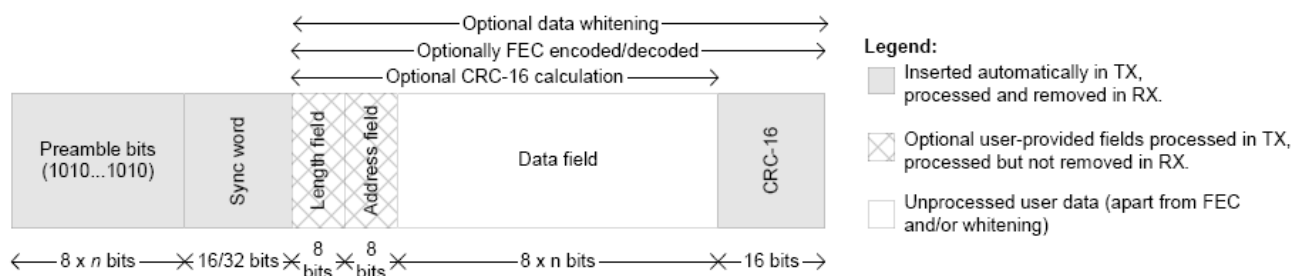 Optional data whitening
Optionally FEC encoded/decoded
Optional CRC-16 calculation
Preamble bits
(1010...1010)
Sync word
Length field
Address field
Data field
CRC-16
8 x n bits
16/32 bits
8
bits
8
bits
8 x n bits
16 bits
Legend:
Inserted automatically in TX,
processed and removed in RX.
Optional user-provided fields processed in TX,
processed but not removed in RX.
Unprocessed user data (apart from FEC
and/or whitening)